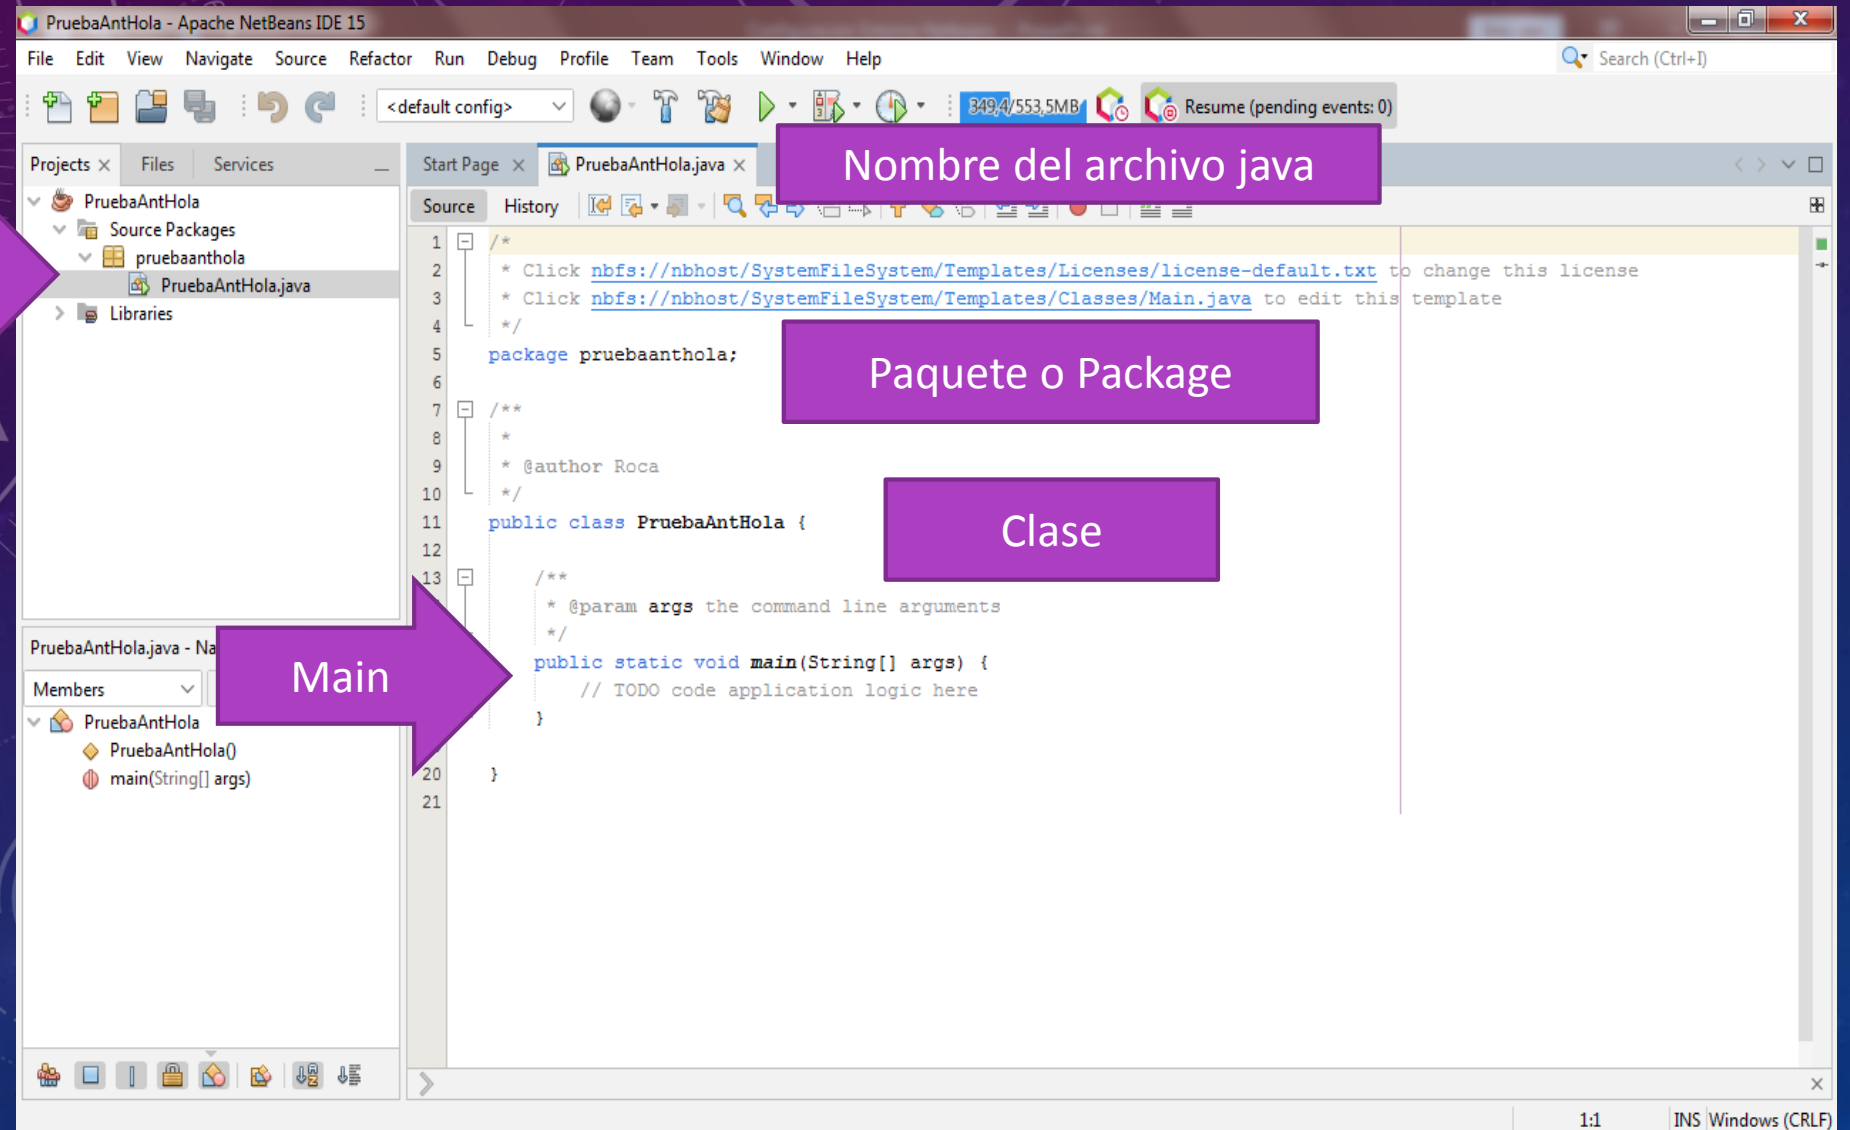 PruebaAntHola - Apache NetBeans IDE 15
File Edit View Navigate Source Refactor Run Debug Profile Team Tools Window Help
Search (Ctrl+I)
<default config>
349,4/553,5MB
Resume (pending events: 0)
Nombre del archivo java
Projects Files Services
Start Page PruebaAntHola.java
Source History
PruebaAntHola
Source Packages
pruebaanthola
PruebaAntHola.java
Libraries
1 /*
2 * Click nbfs://nbhost/SystemFileSystem/Templates/Licenses/license-default.txt to change this license
3 * Click nbfs://nbhost/SystemFileSystem/Templates/Classes/Main.java to edit this template
4 */
5 package pruebaanthola;
6
7 /**
8 *
9 * @author Roca
10 */
11 public class PruebaAntHola {
12
13 /**
* @param args the command line arguments
*/
public static void main(String[] args) {
// TODO code application logic here
}
20 }
21
Paquete o Package
Clase
Main
PruebaAntHola.java - Na
Members
PruebaAntHola
PruebaAntHola()
main(String[] args)
1:1 INS Windows (CRLF)